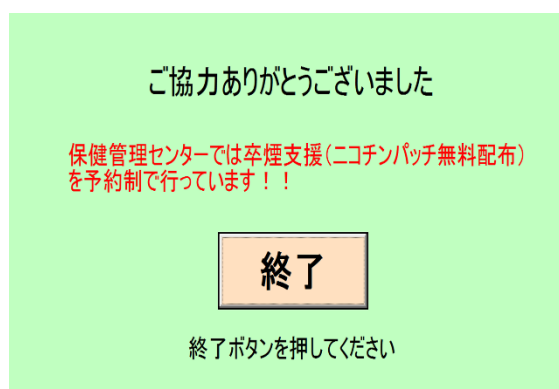 ご協力ありがとうございました
保健管理センターでは卒煙支援(ニコチンパッチ無料配布)
を予約制で行っています!!
終了
終了ボタンを押してください